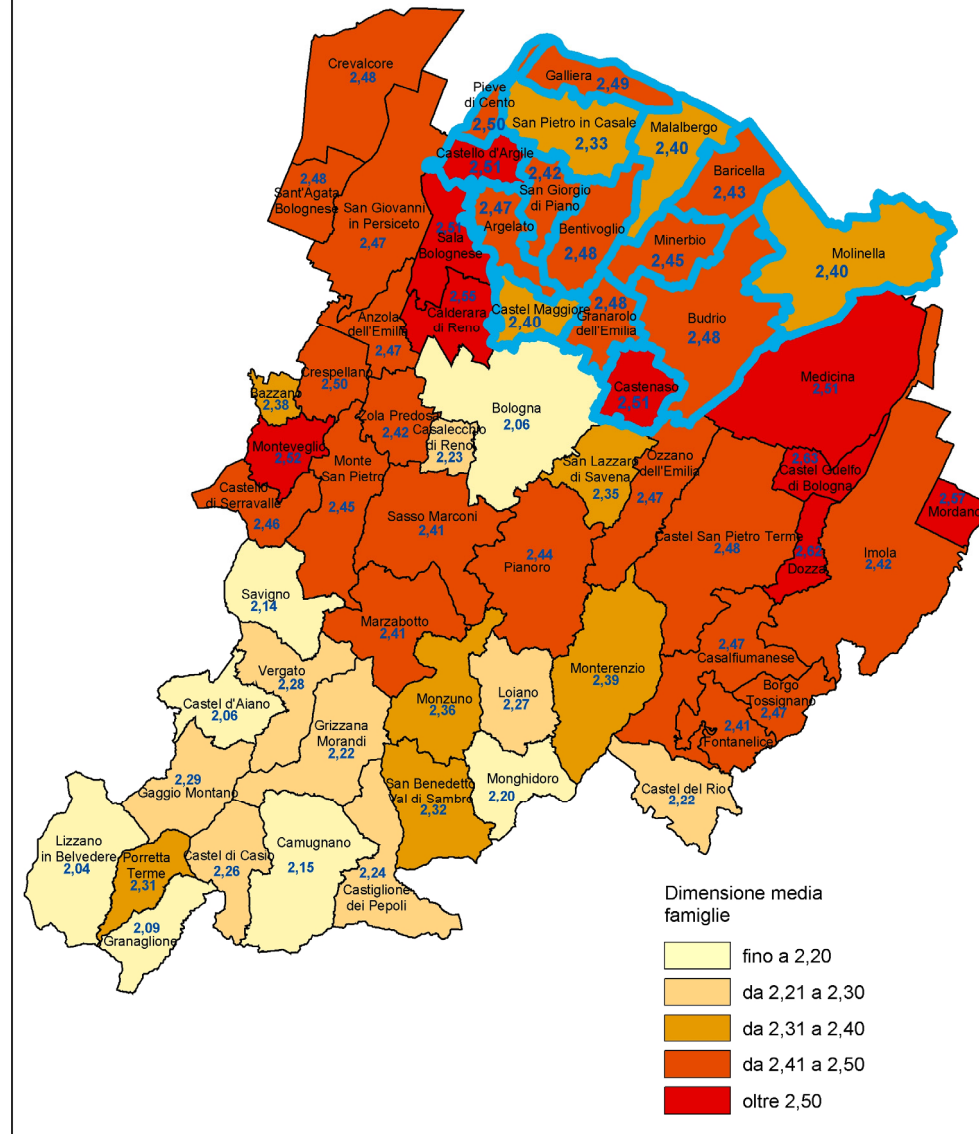 Crevalcore
2,48
Galliera 2,49
Pieve
di Cento
2,50
San Pietro in Casale
2,33
Malalbergo
2,40
Castello d'Argile
2,51
2,42
San Giorgio
di Piano
Baricella
2,43
2,48
Sant'Agata
Bolognese
San Giovanni
in Persiceto
2,47
2,47
Argelato
Bentivoglio
2,48
Minerbio
2,45
Molinella
2,40
Sala
Bolognese
Calderara
di Reno
Castel Maggiore
2,40
2,48
Granarolo
dell'Emilia
Budrio
2,48
Anzola
dell'Emilia
2,47
Crespellano
2,50
Bazzano
2,38
Zola Predosa
2,42
Casalecchio
di Reno
2,23
Bologna
2,06
Castenaso
2,51
Medicina
2,51
Monteveglio
2,52
Monte
San Pietro
2,45
San Lazzaro
di Savena
2,35
Ozzano
dell'Emilia
2,47
2,63
Castel Guelfo
di Bologna
2,57
Mordano
Castello
di Serravalle
2,46
Sasso Marconi
2,41
2,44
Pianoro
Castel San Pietro Terme
2,48
2,62
Dozza
Imola
2,42
Savigno
2,14
Marzabotto
2,41
2,47
Casalfiumanese
Vergato
2,28
Monzuno
2,36
Loiano
2,27
Monterenzio
2,39
Borgo
Tossignano
2,47
Castel d'Aiano
2,06
Grizzana
Morandi
2,22
2,41
Fontanelice
2,29
Gaggio Montano
San Benedetto
Val di Sambro
2,32
Monghidoro
2,20
Castel del Rio
2,22
Lizzano
in Belvedere
2,04
Porretta
Terme
2,31
Castel di Casio
2,26
Camugnano
2,15
2,24
Castiglione
dei Pepoli
2,09
Granaglione
Dimensione media
famiglie
fino a 2,20
da 2,21 a 2,30
da 2,31 a 2,40
da 2,41 a 2,50
oltre 2,50